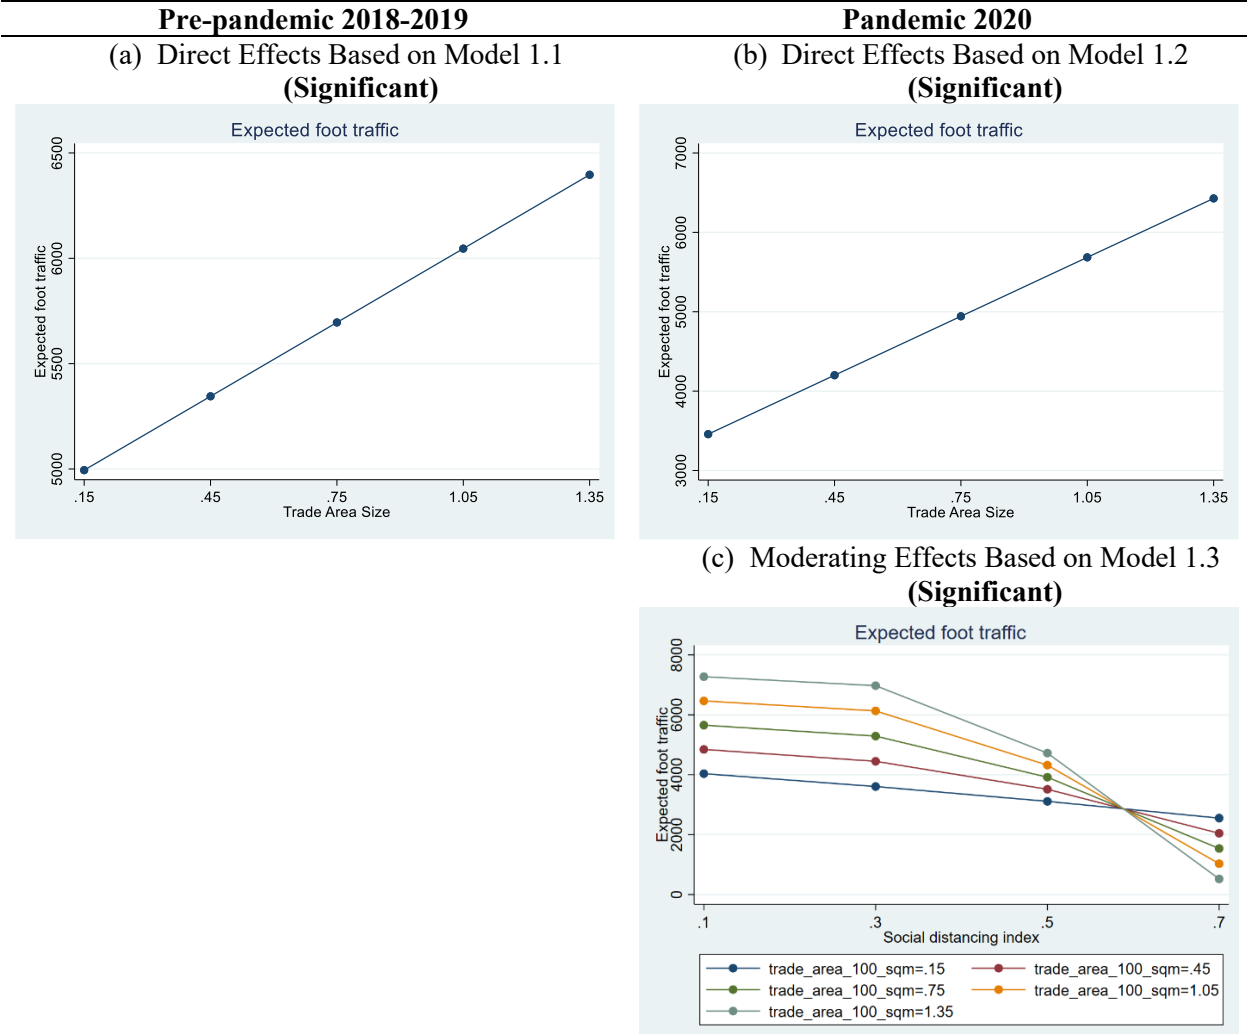 Pre-pandemic 2018-2019
Pandemic 2020
(a) Direct Effects Based on Model 1.1
(Significant)
(b) Direct Effects Based on Model 1.2
(Significant)
Expected foot traffic
Expected foot traffic
6500
6000
5500
5000
.15 .45 .75 1.05 1.35
Trade Area Size
Expected foot traffic
Expected foot traffic
7000
6000
5000
4000
3000
.15 .45 .75 1.05 1.35
Trade Area Size
(c) Moderating Effects Based on Model 1.3
(Significant)
Expected foot traffic
Expected foot traffic
8000
6000
4000
2000
0
.1 .3 .5 .7
Social distancing index
trade_area_100_sqm=.15 trade_area_100_sqm=.45
trade_area_100_sqm=.75 trade_area_100_sqm=1.05
trade_area_100_sqm=1.35